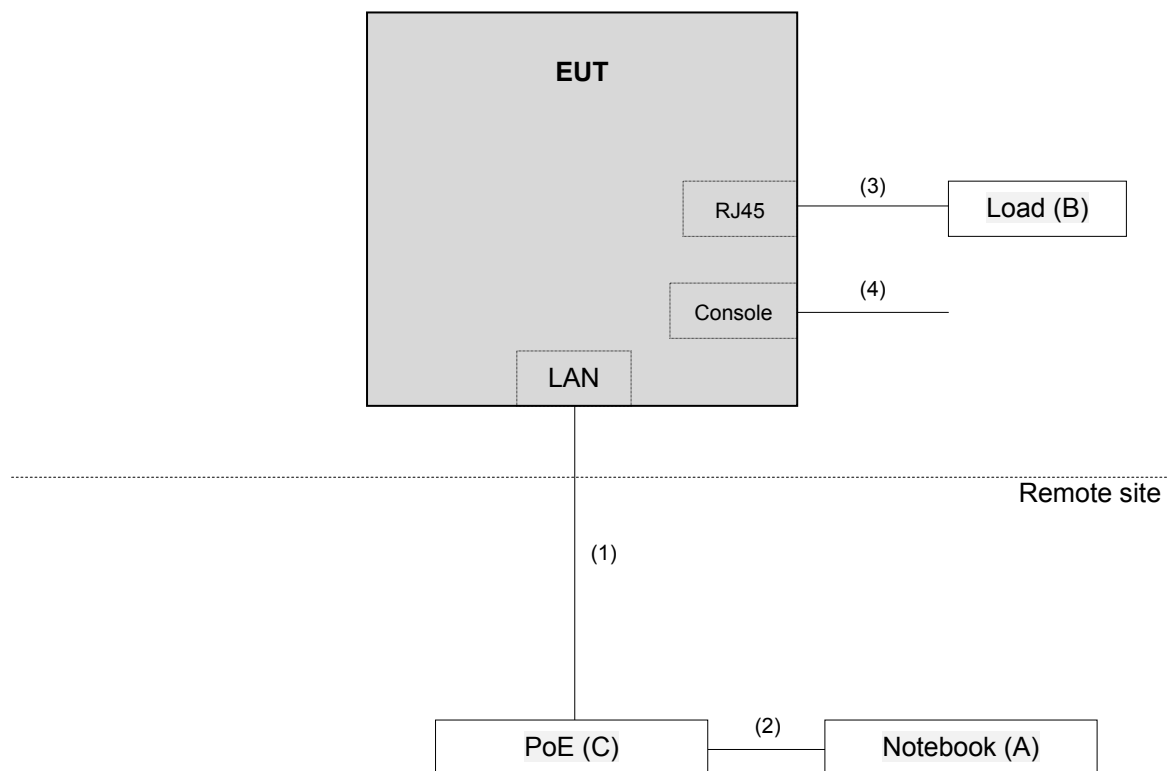 EUT
(3)
RJ45
Load (B)
(4)
Console
LAN
Remote site
(1)
(2)
PoE (C)
Notebook (A)